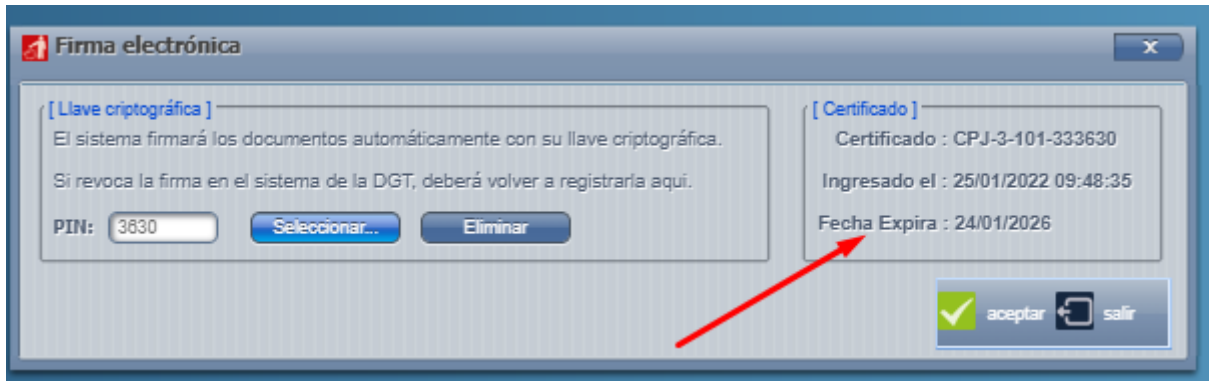 Firma electrónica
x
[ Llave criptográfica ]
El sistema firmará los documentos automáticamente con su llave criptográfica.
Si revoca la firma en el sistema de la DGT, deberá volver a registrarla aqui.
PIN: 3630 Seleccionar... Eliminar
[ Certificado ]
Certificado : CPJ-3-101-333630
Ingresado el : 25/01/2022 09:48:35
Fecha Expira : 24/01/2026
aceptar salir